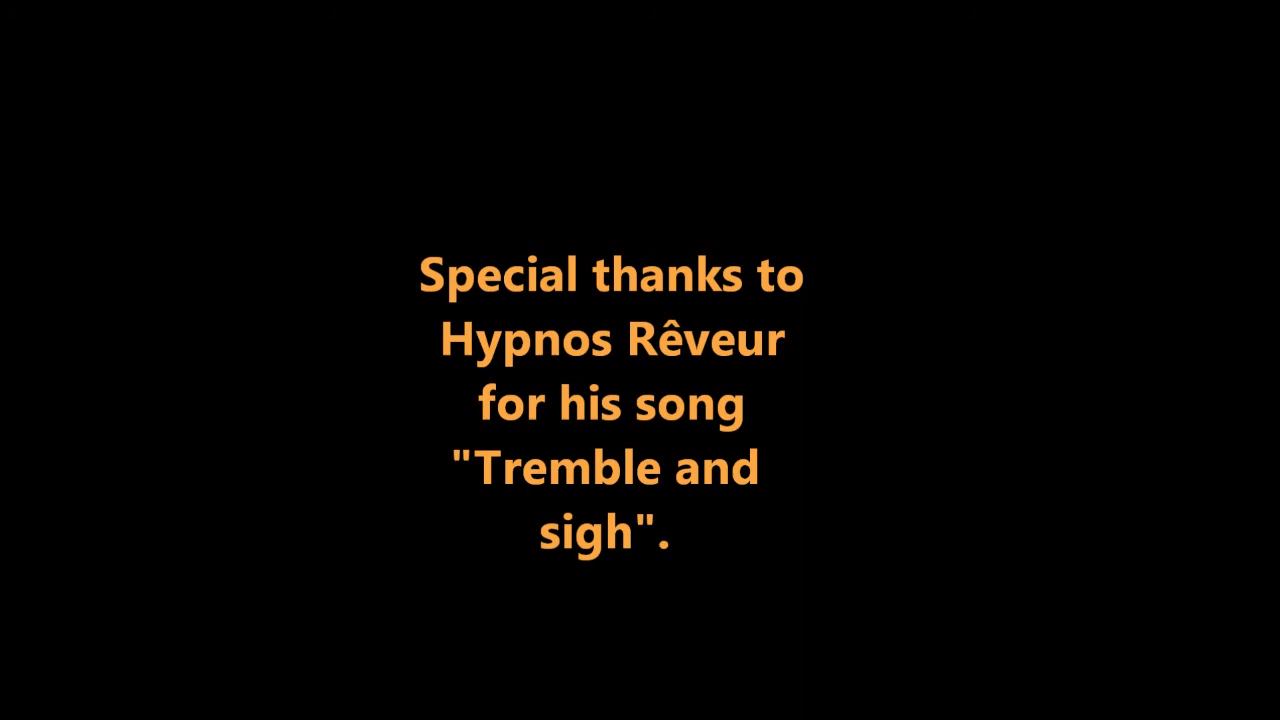 Special thanks to
Hypnos Rêveur
for his song
"Tremble and
sigh".